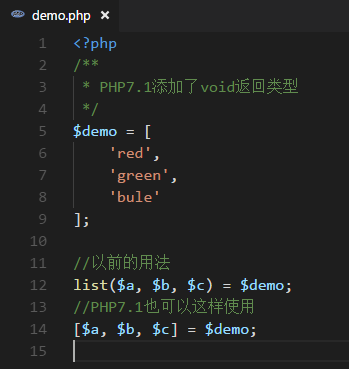 demo.php ×
1 <?php
2 /**
3  * PHP7.1添加了void返回类型
4  */
5 $demo = [
6     'red',
7     'green',
8     'bule'
9 ];
10
11 //以前的用法
12 list($a, $b, $c) = $demo;
13 //PHP7.1也可以这样使用
14 [$a, $b, $c] = $demo;
15